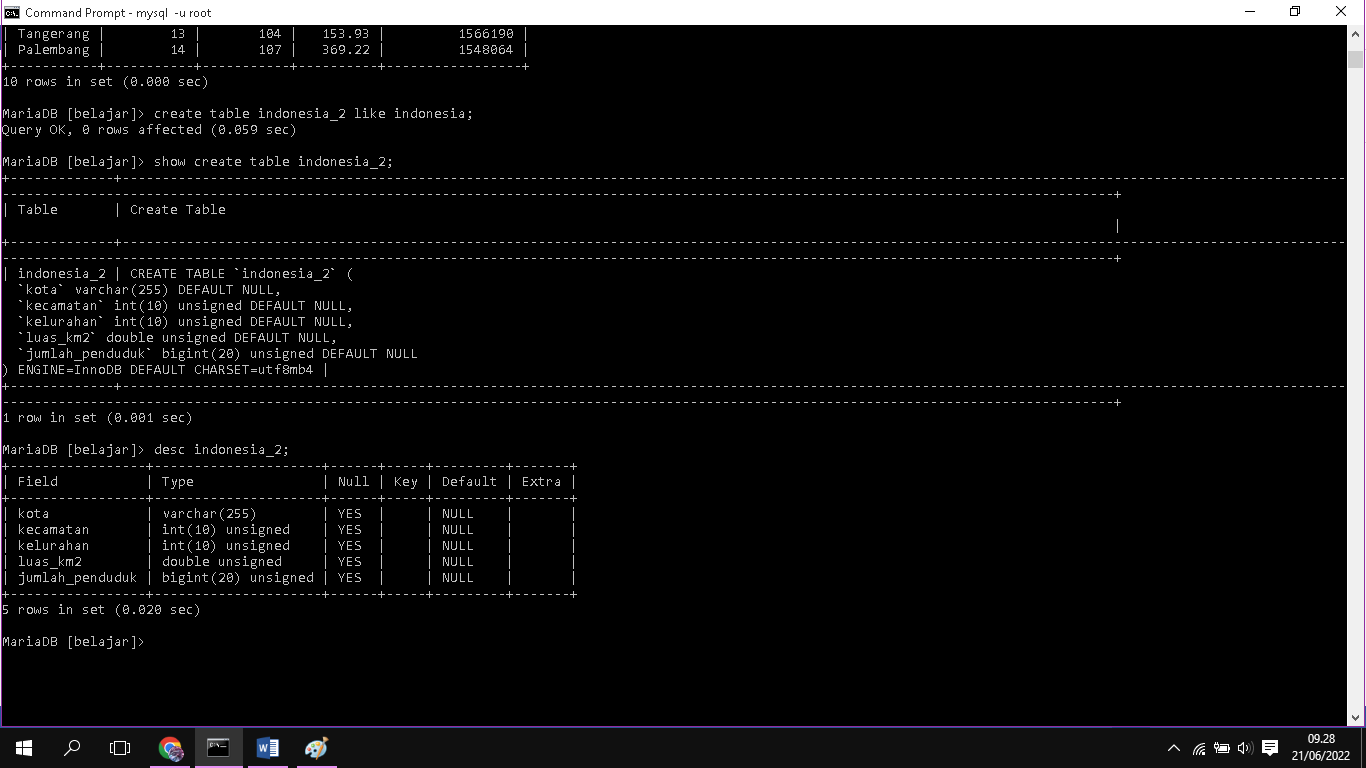 Command Prompt - mysql  -u root
| Tangerang |        13 |       104 |   153.93 |          1566190 |
| Palembang |        14 |       107 |   369.22 |          1548064 |
+-----------+-----------+-----------+----------+------------------+
10 rows in set (0.000 sec)
MariaDB [belajar]> create table indonesia_2 like indonesia;
Query OK, 0 rows affected (0.059 sec)
MariaDB [belajar]> show create table indonesia_2;
| Table       | Create Table
|
| indonesia_2 | CREATE TABLE `indonesia_2` (
  `kota` varchar(255) DEFAULT NULL,
  `kecamatan` int(10) unsigned DEFAULT NULL,
  `kelurahan` int(10) unsigned DEFAULT NULL,
  `luas_km2` double unsigned DEFAULT NULL,
  `jumlah_penduduk` bigint(20) unsigned DEFAULT NULL
) ENGINE=InnoDB DEFAULT CHARSET=utf8mb4 |
1 row in set (0.001 sec)
MariaDB [belajar]> desc indonesia_2;
+-----------------+---------------------+------+-----+---------+-------+
| Field           | Type                | Null | Key | Default | Extra |
+-----------------+---------------------+------+-----+---------+-------+
| kota            | varchar(255)        | YES  |     | NULL    |       |
| kecamatan       | int(10) unsigned    | YES  |     | NULL    |       |
| kelurahan       | int(10) unsigned    | YES  |     | NULL    |       |
| luas_km2        | double unsigned     | YES  |     | NULL    |       |
| jumlah_penduduk | bigint(20) unsigned | YES  |     | NULL    |       |
+-----------------+---------------------+------+-----+---------+-------+
5 rows in set (0.020 sec)
MariaDB [belajar]>
09.28
21/06/2022